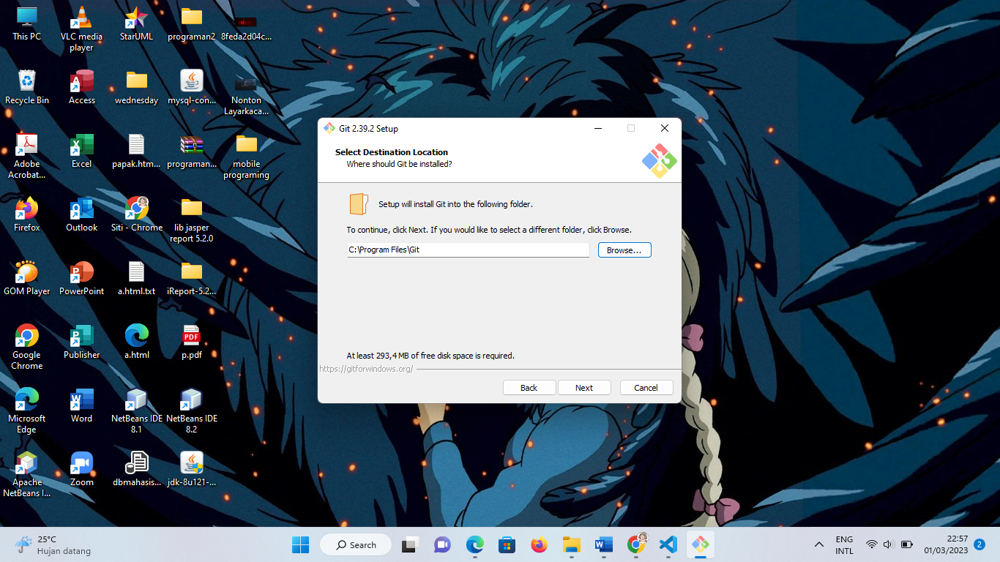 This PC
VLC media
player
StarUML
programan2
8feda2d04c...
Recycle Bin
Access
wednesday
mysql-con...
Nonton
Layarkaca...
Adobe
Acrobat...
Excel
papak.htm...
programan...
mobile
programing
Firefox
Outlook
Siti - Chrome
lib jasper
report 5.2.0
GOM Player
PowerPoint
a.html.txt
iReport-5.2...
Google
Chrome
Publisher
a.html
PDF
p.pdf
Microsoft
Edge
Word
NetBeans IDE
8.1
NetBeans IDE
8.2
Apache
NetBeans I...
Zoom
dbmahasis...
jdk-8u121-...
Git 2.39.2 Setup
Select Destination Location
Where should Git be installed?
Setup will install Git into the following folder.
To continue, click Next. If you would like to select a different folder, click Browse.
C:\Program Files\Git
Browse...
At least 293,4 MB of free disk space is required.
https://gitforwindows.org/
Back
Next
Cancel
25°C
Hujan datang
Search
ENG
INTL
22:57
01/03/2023
2